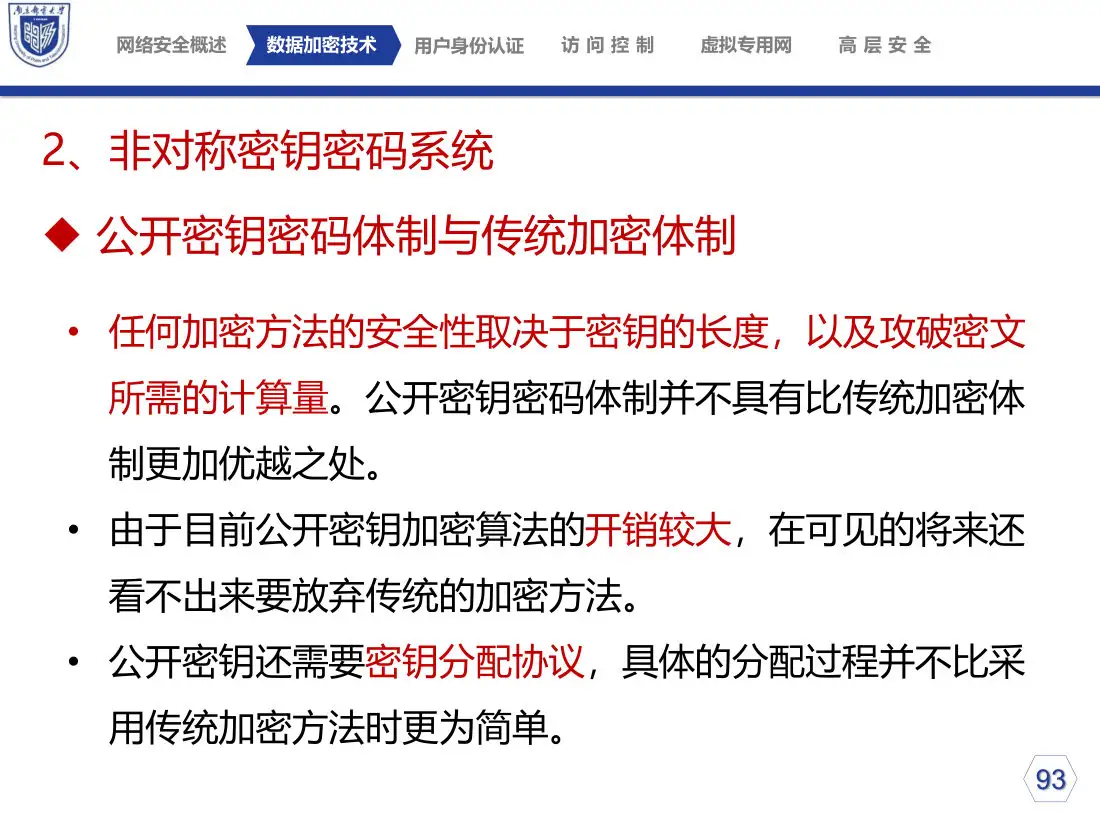 网络安全概述 数据加密技术 用户身份认证 访问控制 虚拟专用网 高层安全
2、非对称密钥密码系统
◆ 公开密钥密码体制与传统加密体制
• 任何加密方法的安全性取决于密钥的长度，以及攻破密文
所需的计算量。公开密钥密码体制并不具有比传统加密体
制更加优越之处。
• 由于目前公开密钥加密算法的开销较大，在可见的将来还
看不出来要放弃传统的加密方法。
• 公开密钥还需要密钥分配协议，具体的分配过程并不比采
用传统加密方法时更为简单。
93